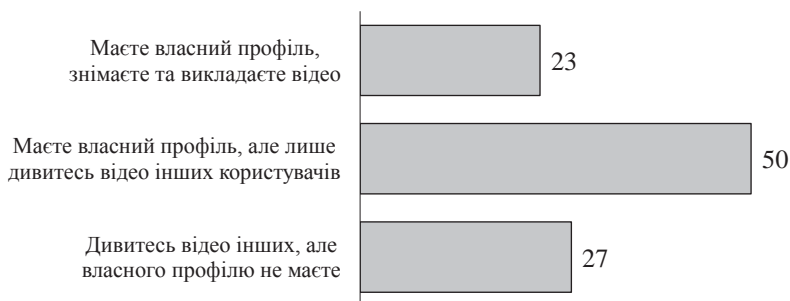 Маєте власний профіль,
знімаєте та викладаєте відео
23
Маєте власний профіль, але лише
дивитесь відео інших користувачів
50
Дивитесь відео інших, але
власного профілю не маєте
27